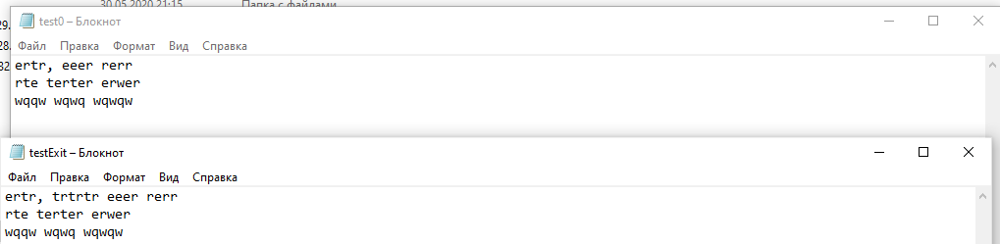 30.05.2020 21:15 Папка с файлами
29.
test0 – Блокнот
28.
Файл Правка Формат Вид Справка
82
ertr, eeer rerr
rte terter erwer
wqqw wqwq wqwqw
testExit – Блокнот
Файл Правка Формат Вид Справка
ertr, trtrtr eeer rerr
rte terter erwer
wqqw wqwq wqwqw